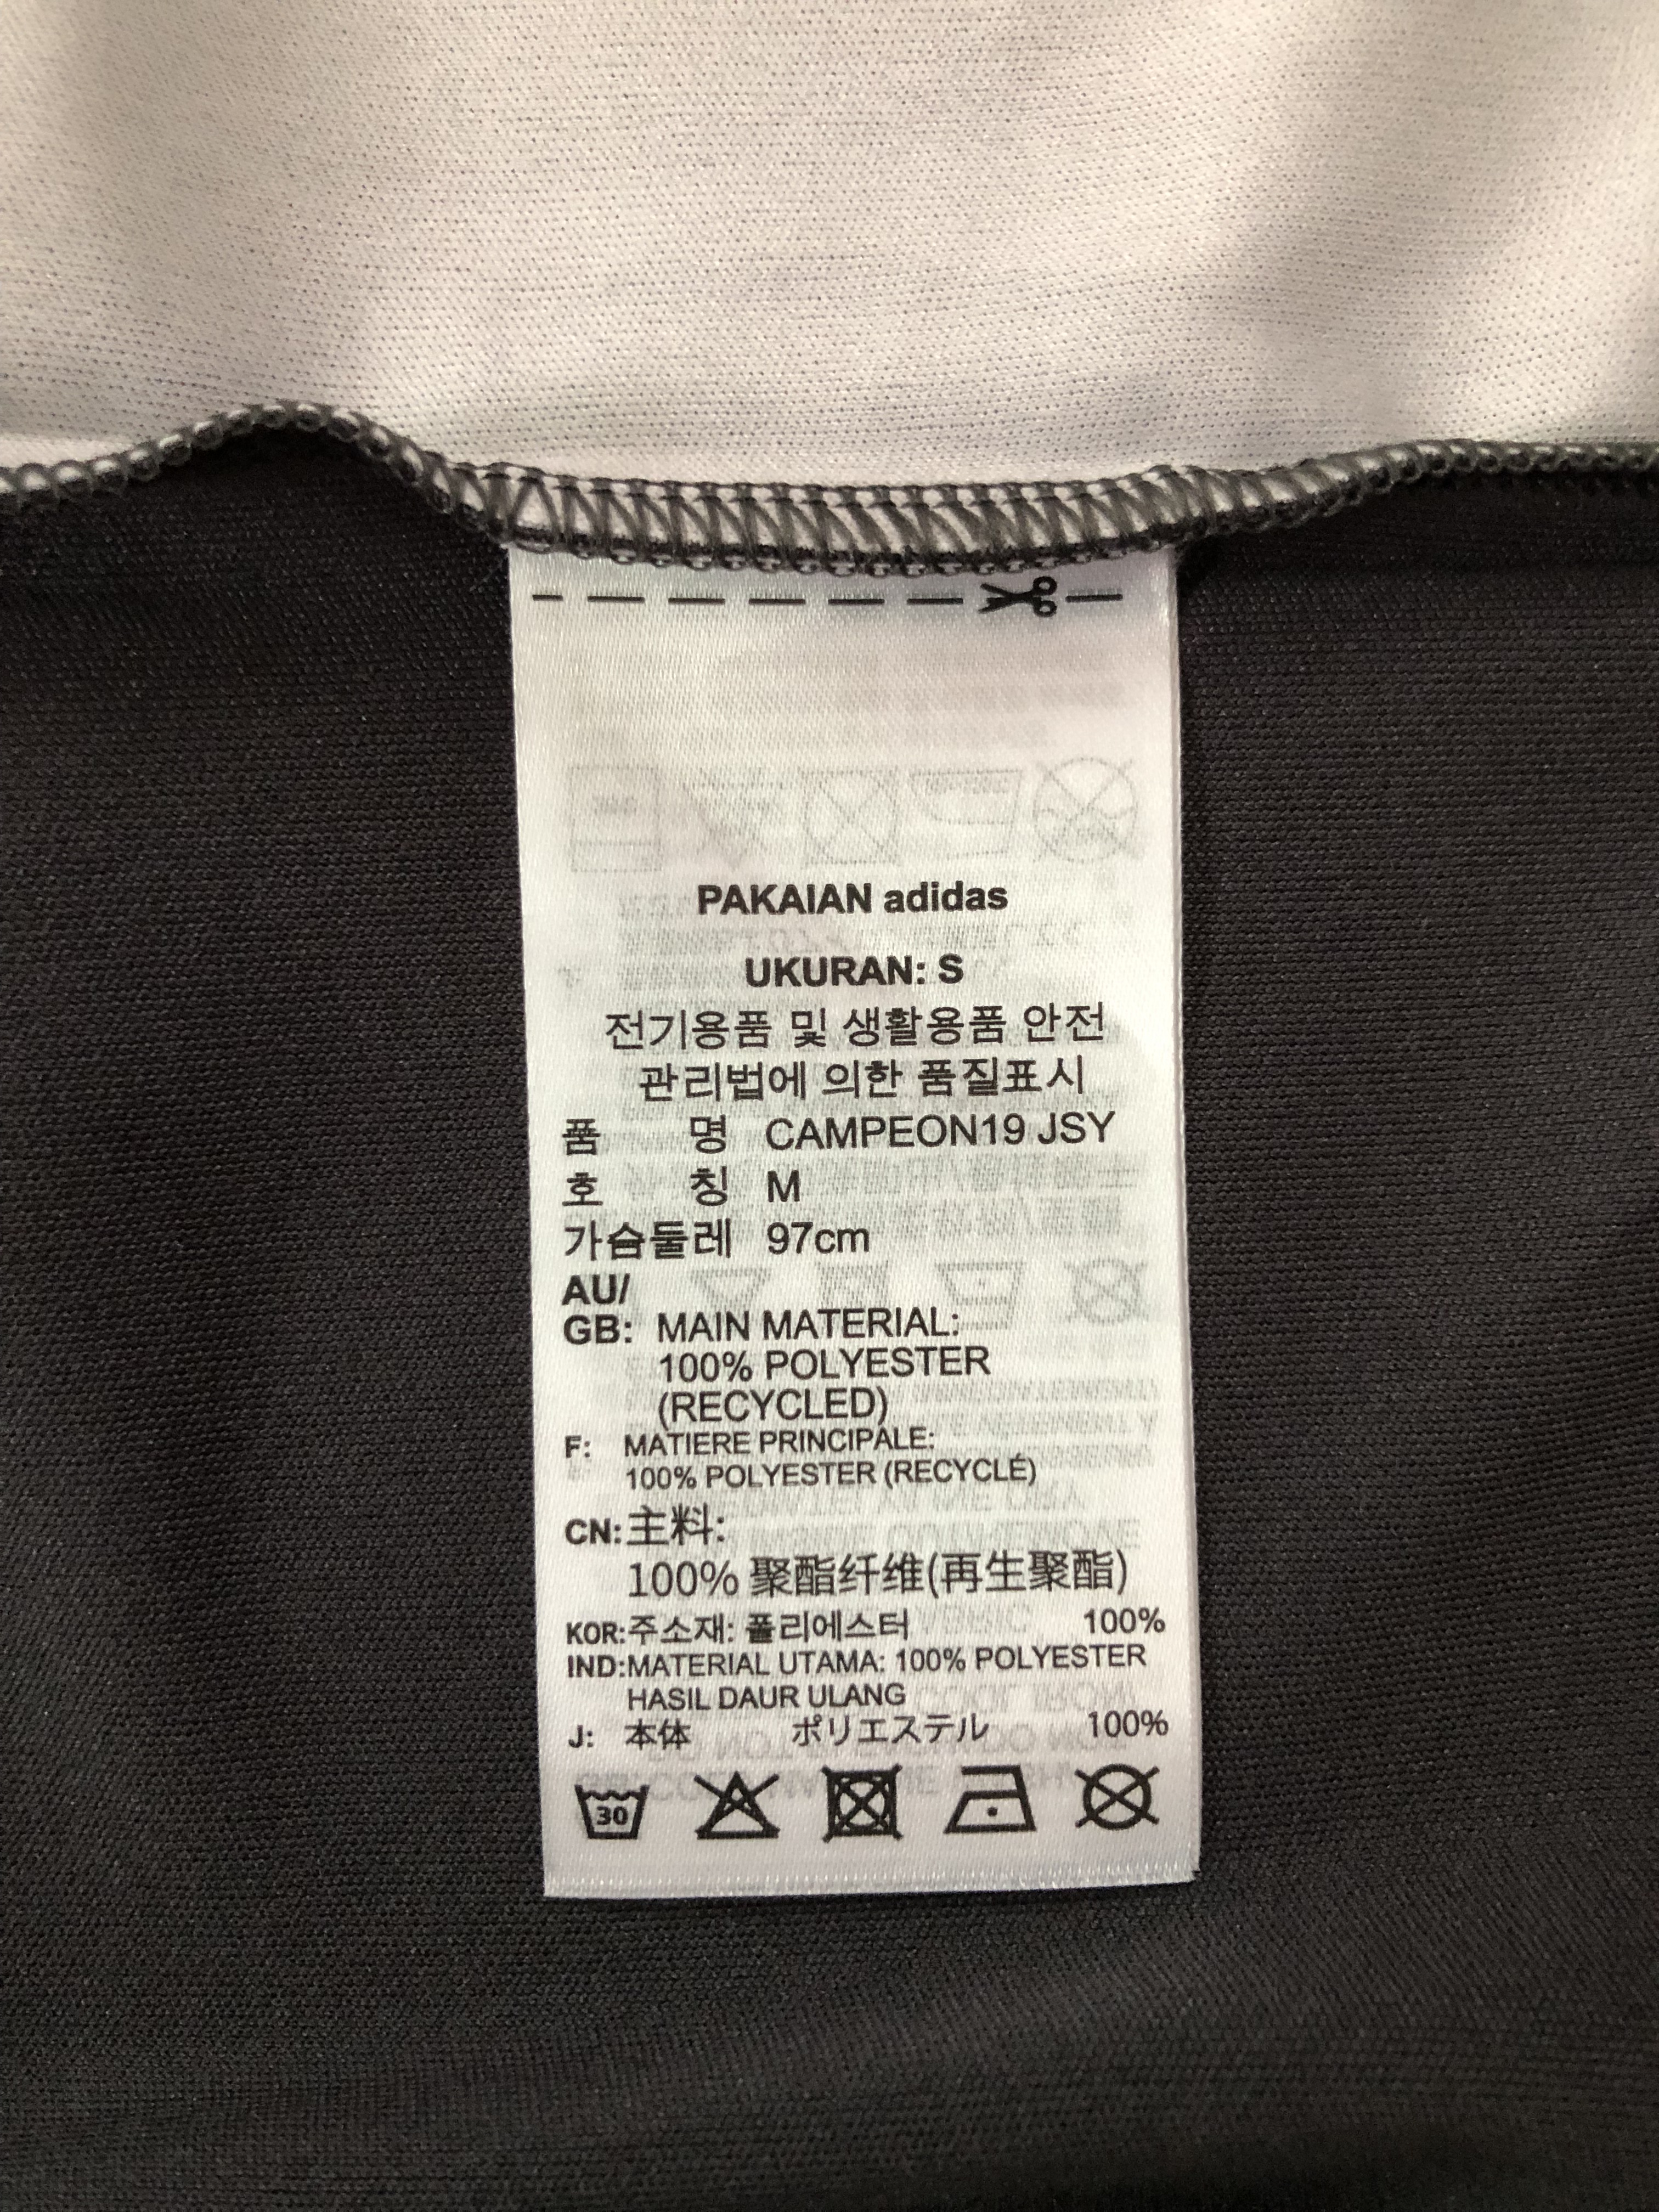 PAKAIAN adidas
UKURAN: S
전기용품 및 생활용품 안전
관리법에 의한 품질표시
품 명 CAMPEON19 JSY
호 칭 M
가슴둘레 97cm
AU/
GB: MAIN MATERIAL:
100% POLYESTER
(RECYCLED)
F: MATIERE PRINCIPALE:
100% POLYESTER (RECYCLÉ)
CN: 主料:
100% 聚酯纤维(再生聚酯)
KOR: 주소재: 폴리에스터 100%
IND: MATERIAL UTAMA: 100% POLYESTER
HASIL DAUR ULANG
J: 本体 ポリエステル 100%
30